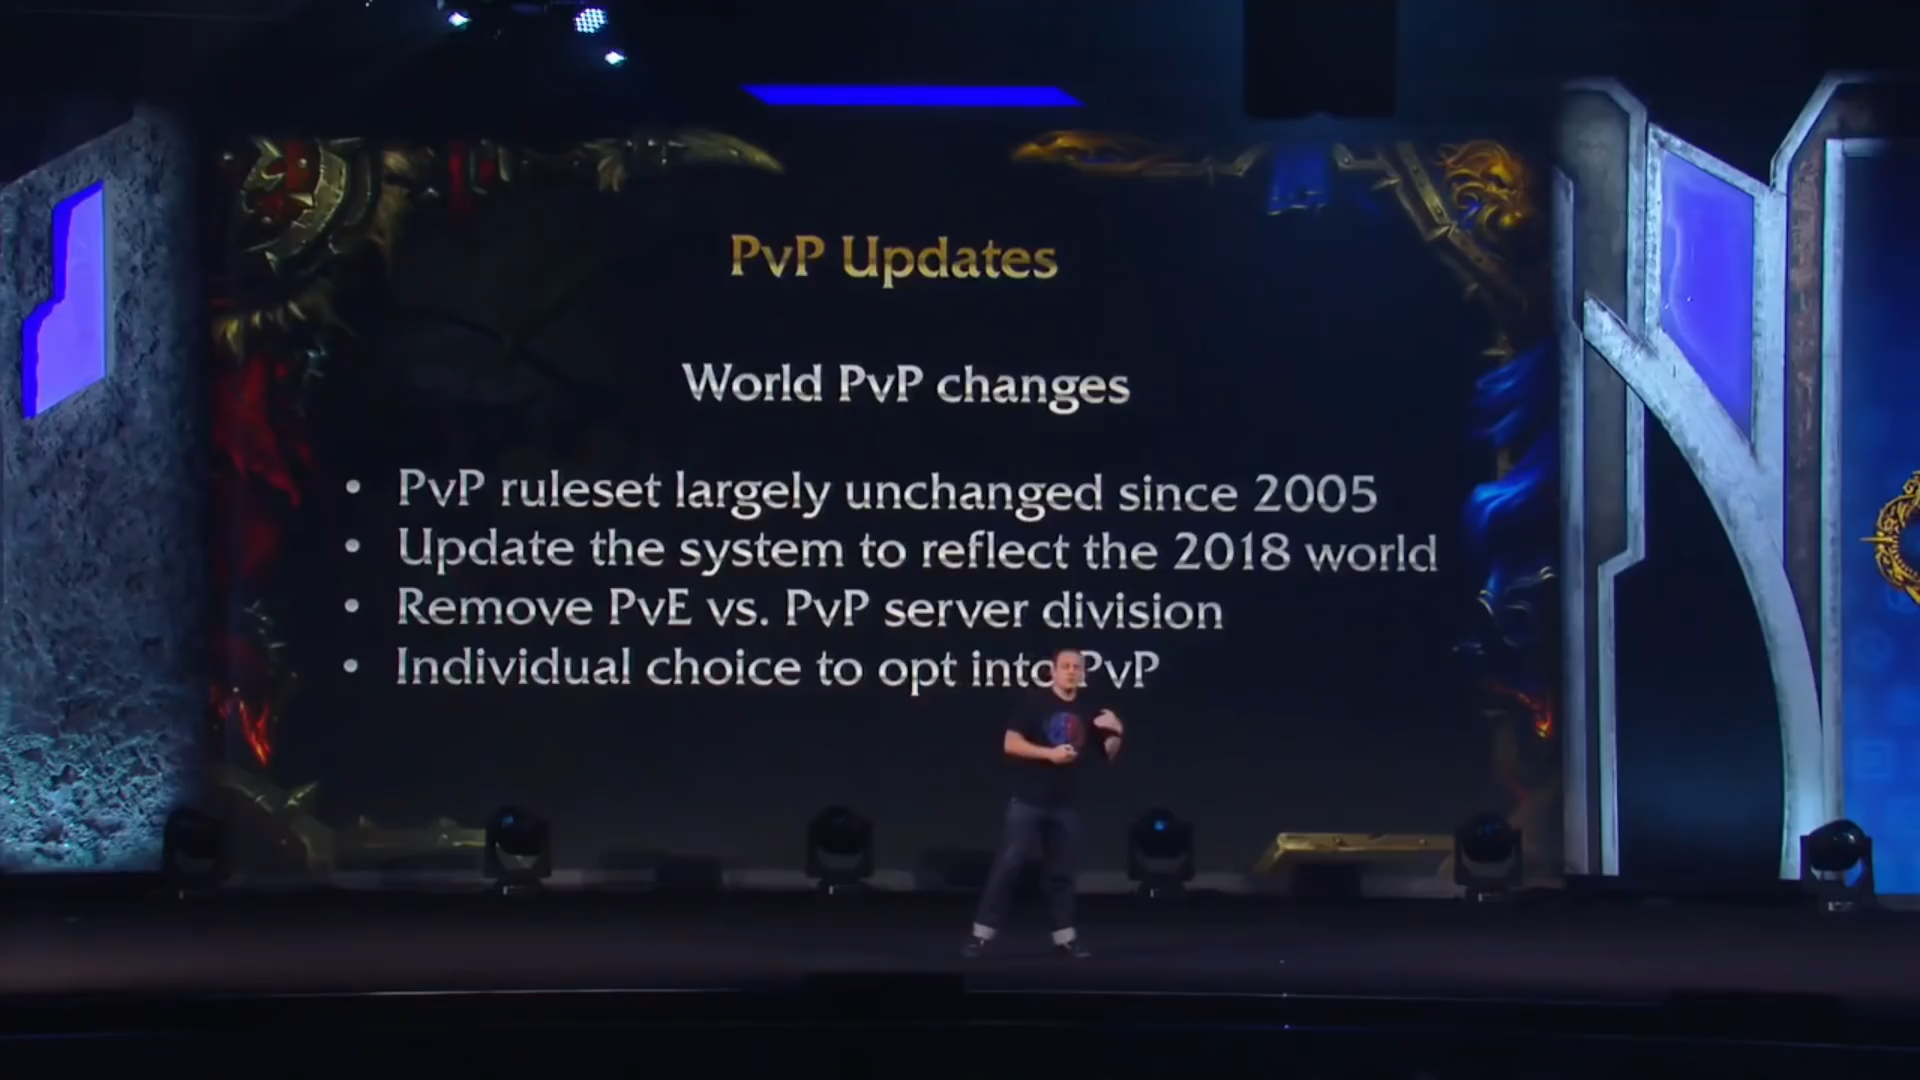 PvP Updates
World PvP changes
• PvP ruleset largely unchanged since 2005
• Update the system to reflect the 2018 world
• Remove PvE vs. PvP server division
• Individual choice to opt into PvP